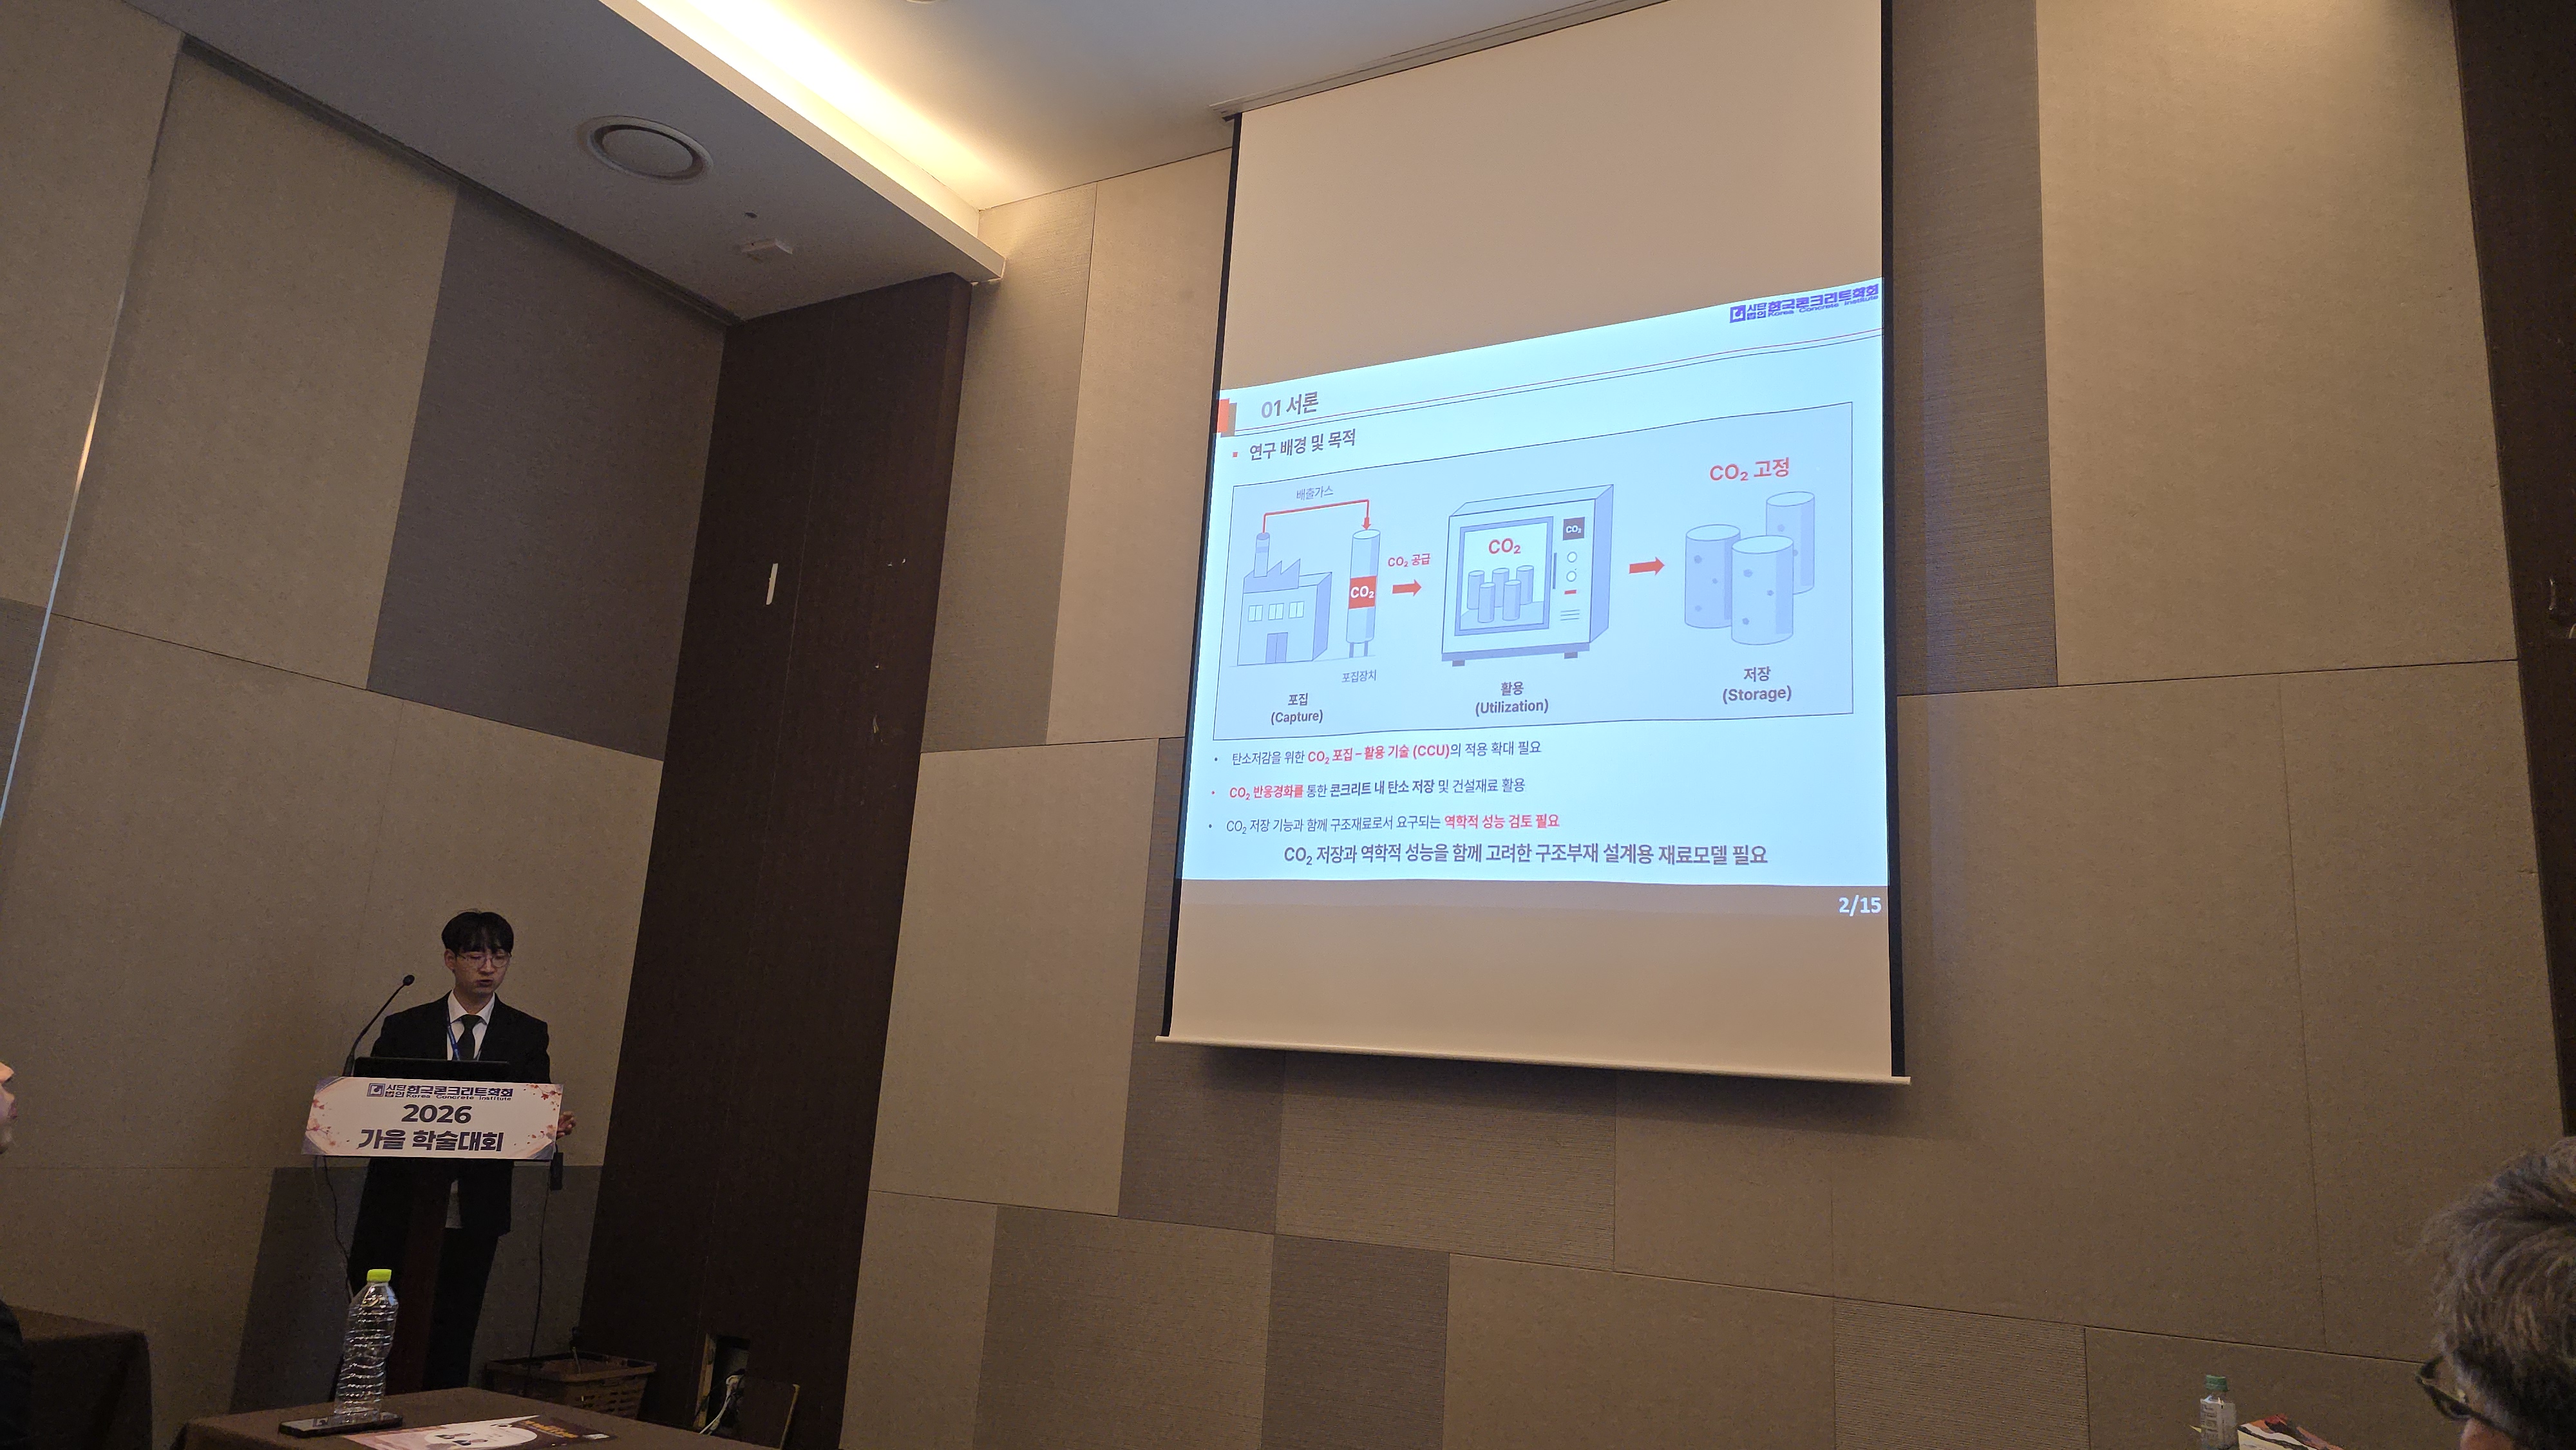 사단법인 한국콘크리트학회
Korea Concrete Institute
01 서론
연구 배경 및 목적
배출가스
CO₂ 고정
CO₂
CO₂
CO₂ 공급
CO₂
포집장치
포집
(Capture)
활용
(Utilization)
저장
(Storage)
• 탄소저감을 위한 CO₂ 포집 – 활용 기술 (CCU)의 적용 확대 필요
• CO₂ 반응경화를 통한 콘크리트 내 탄소 저장 및 건설재료 활용
• CO₂ 저장 기능과 함께 구조재료로서 요구되는 역학적 성능 검토 필요
CO₂ 저장과 역학적 성능을 함께 고려한 구조부재 설계용 재료모델 필요
2/15
사단법인 한국콘크리트학회
Korea Concrete Institute
2026
가을 학술대회